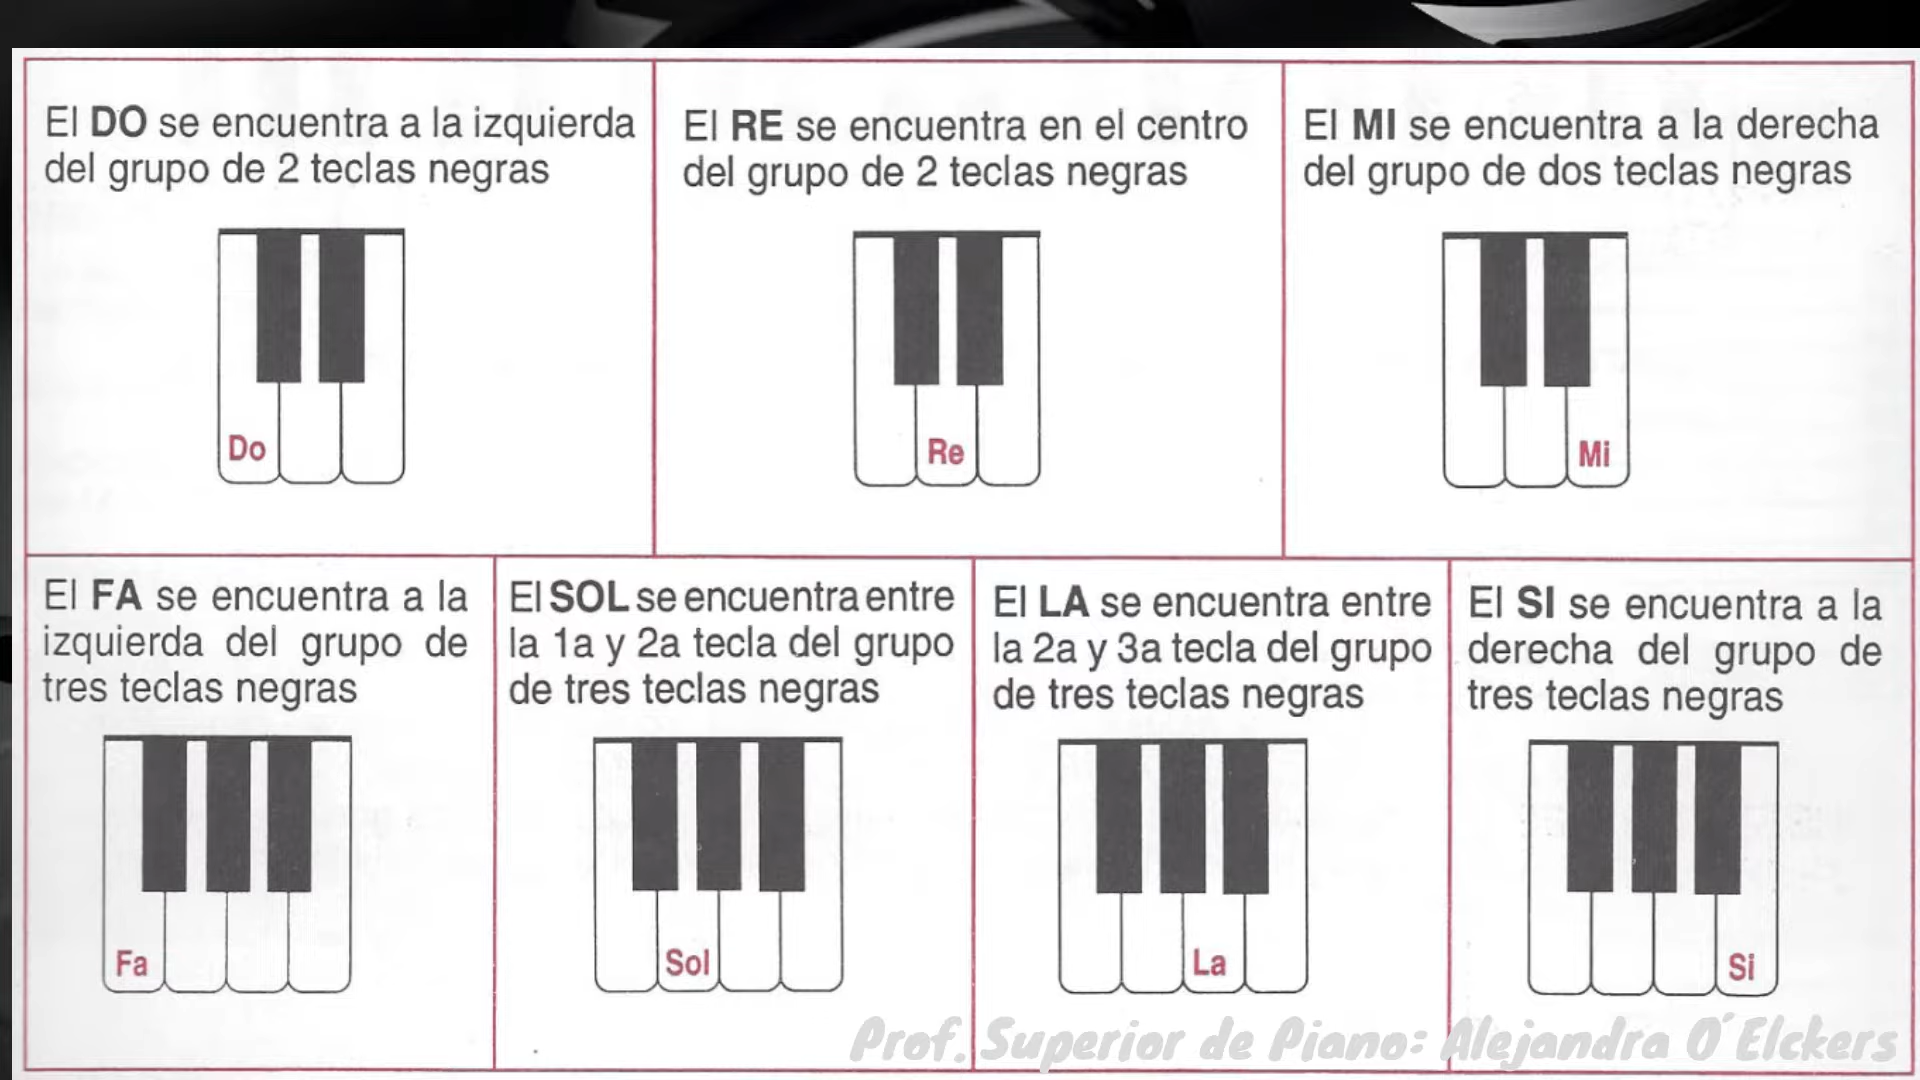 El DO se encuentra a la izquierda
del grupo de 2 teclas negras
Do
El RE se encuentra en el centro
del grupo de 2 teclas negras
Re
El MI se encuentra a la derecha
del grupo de dos teclas negras
Mi
El FA se encuentra a la
izquierda del grupo de
tres teclas negras
Fa
El SOL se encuentra entre
la 1a y 2a tecla del grupo
de tres teclas negras
Sol
El LA se encuentra entre
la 2a y 3a tecla del grupo
de tres teclas negras
La
El SI se encuentra a la
derecha del grupo de
tres teclas negras
Si
Prof. Superior de Piano: Alejandra O´Elckers